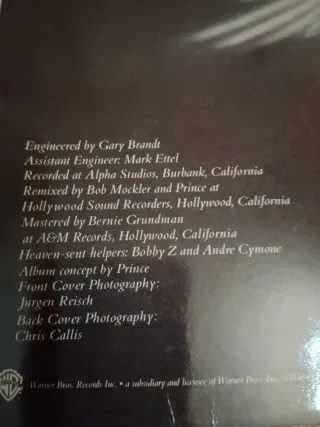 Engineered by Gary Brandt
Assistant Engineer: Mark Ettel
Recorded at Alpha Studios, Burbank, California
Remixed by Bob Mockler and Prince at
Hollywood Sound Recorders, Hollywood, California
Mastered by Bernie Grundman
at A&M Records, Hollywood, California
Heaven-sent helpers: Bobby Z and Andre Cymone
Album concept by Prince
Front Cover Photography:
Jurgen Reisch
Back Cover Photography:
Chris Callis
Warner Bros. Records Inc. • a subsidiary and licensee of Warner Bros. Inc.